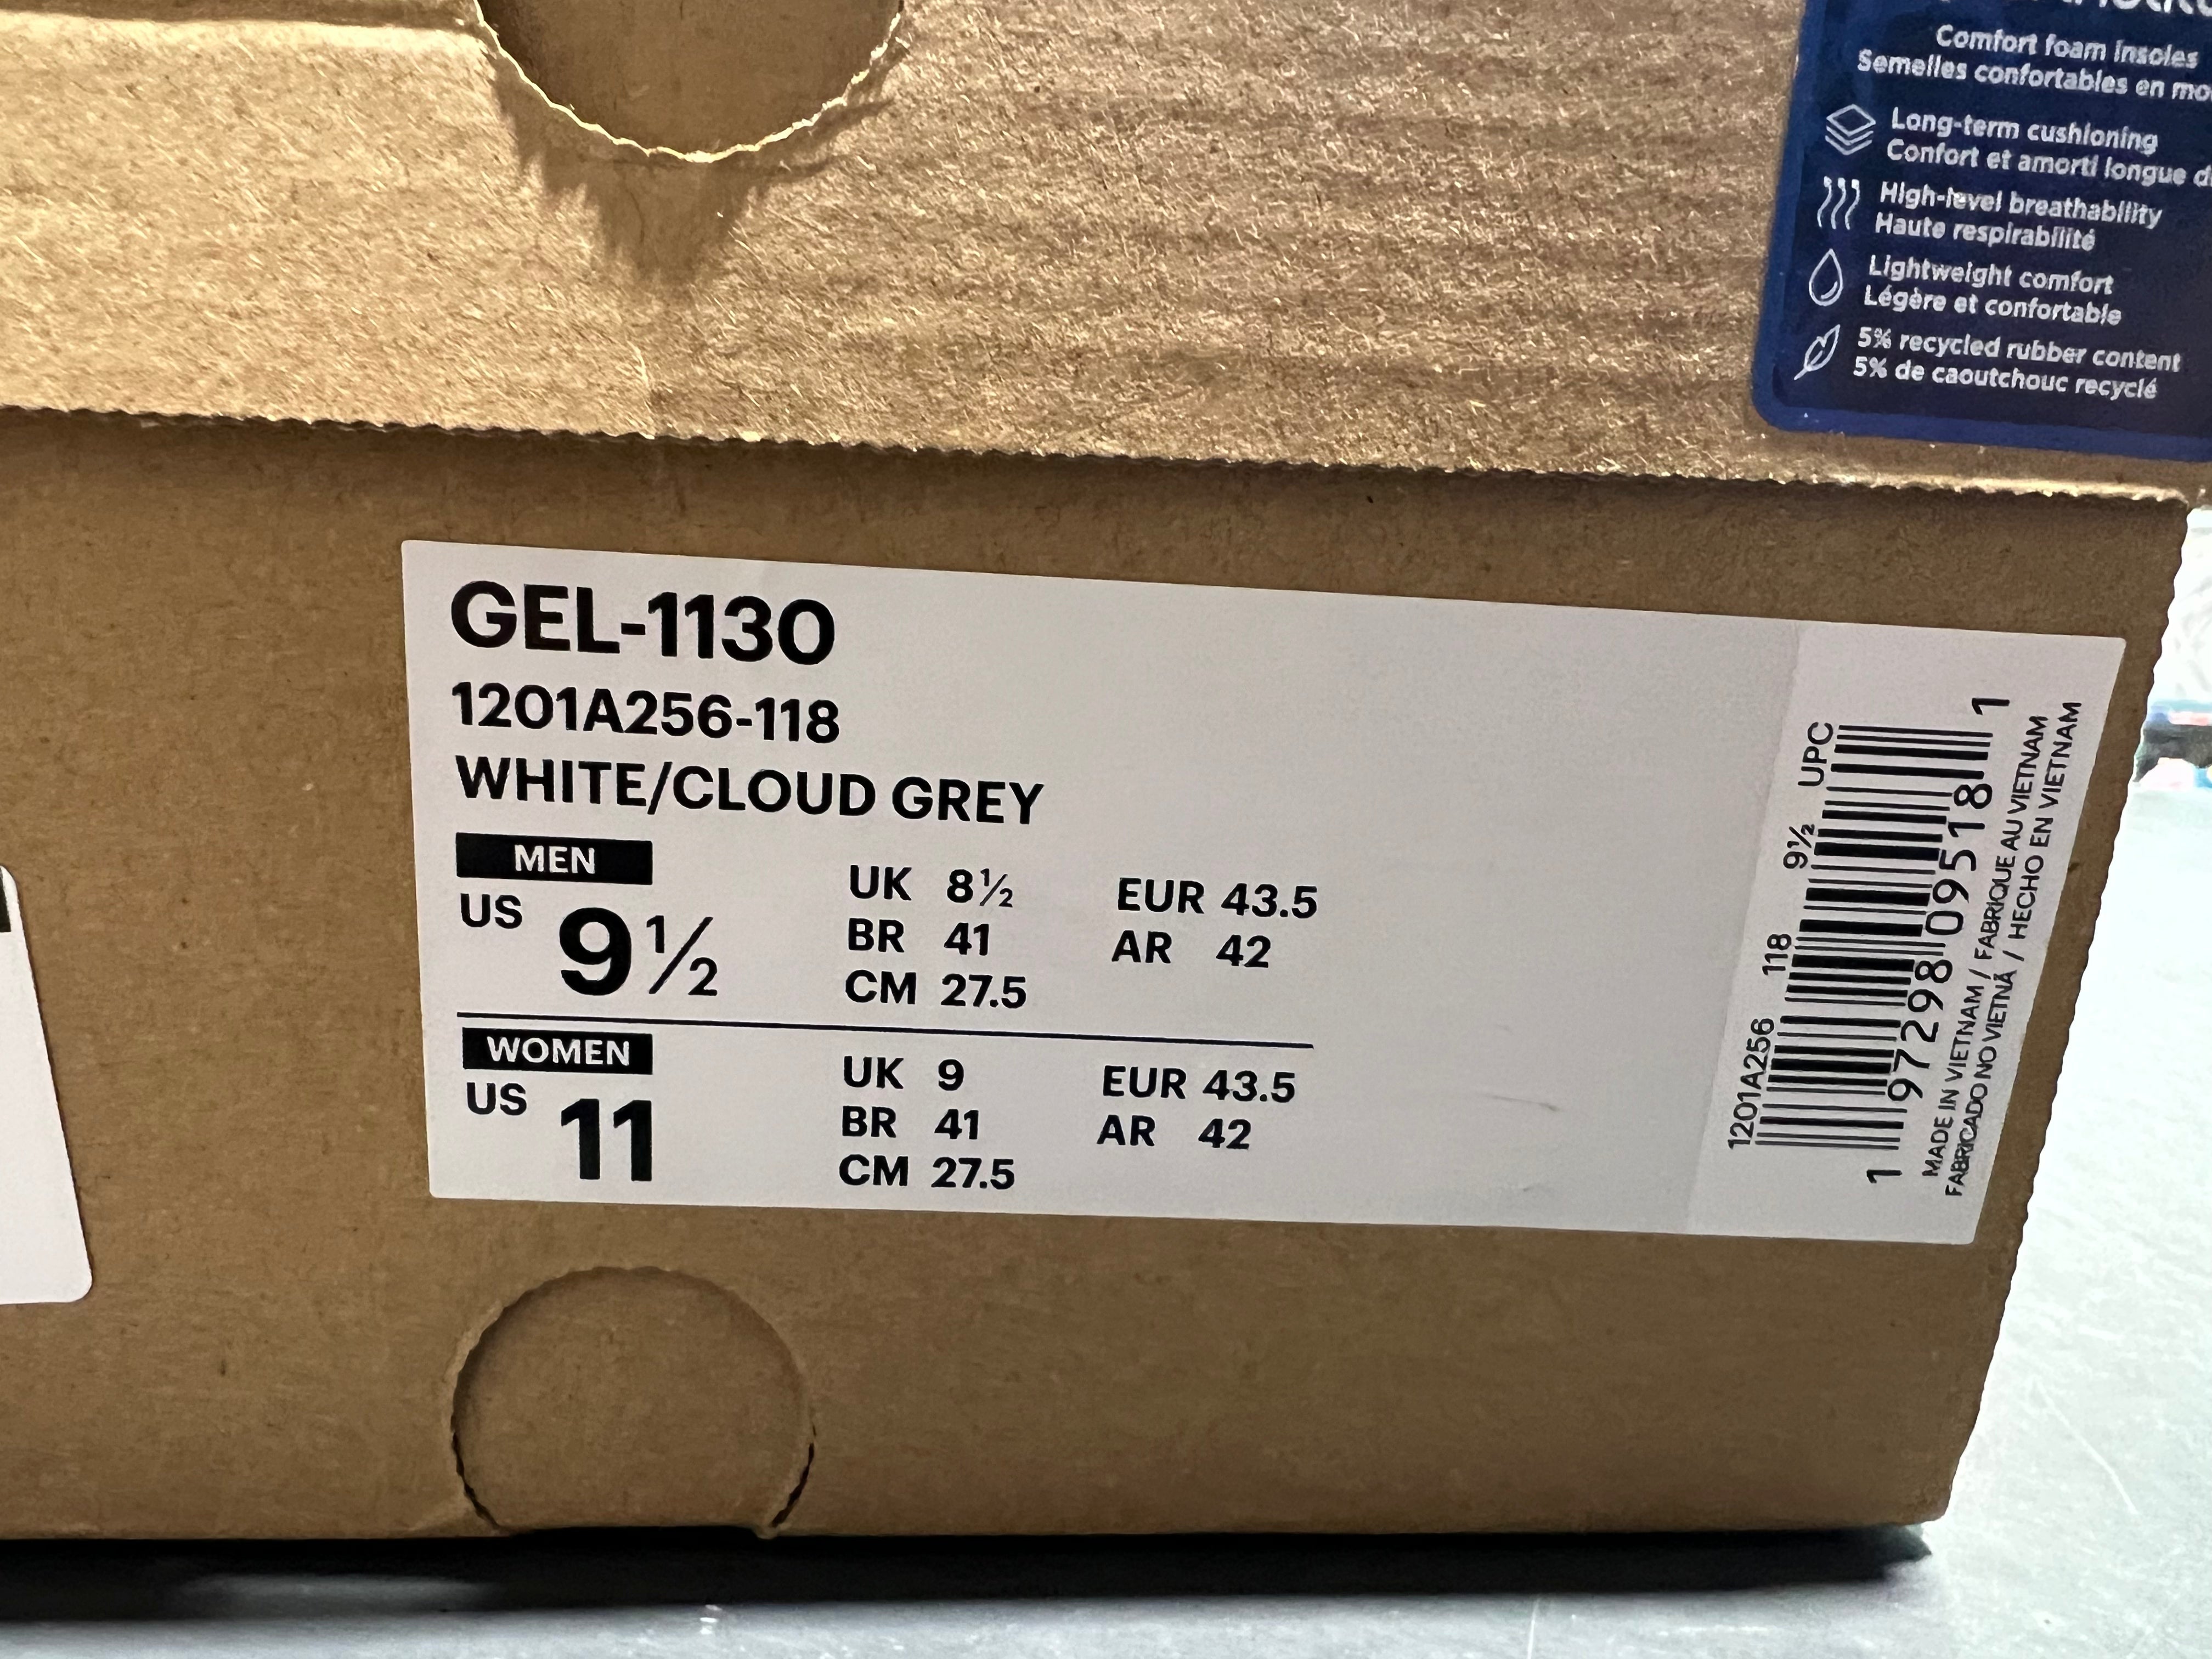 Comfort foam insoles
Semelles confortables en
Long-term cushioning
Confort et amorti longue
High-level breathability
Haute respirabilité
Lightweight comfort
Légère et confortable
5% recycled rubber content
5% de caoutchouc recyclé
GEL-1130
1201A256-118
WHITE/CLOUD GREY
MEN
US 9½
UK 8½ EUR 43.5
BR 41 AR 42
CM 27.5
WOMEN
US 11
UK 9 EUR 43.5
BR 41 AR 42
CM 27.5
1201A256 118 9½ UPC
1 97298 09518 1
MADE IN VIETNAM / FABRIQUE AU VIETNAM
FABRICADO NO VIETNÃ / HECHO EN VIETNAM